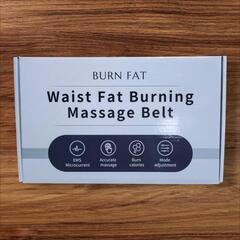 BURN FAT
Waist Fat Burning
Massage Belt
EMS Microcurrent
Accurate massage
Burn calories
Mode adjustment